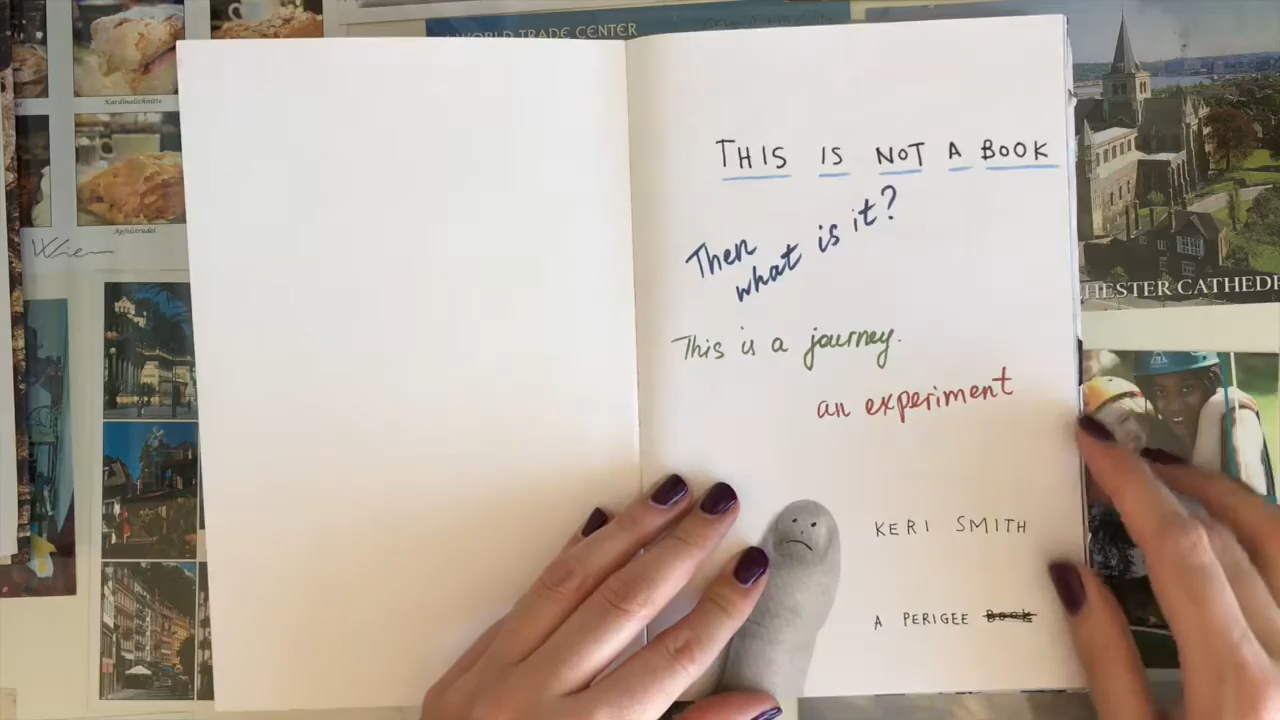 WORLD TRADE CENTER
Kardinalschnitte
Apfelstrudel
Wien
THIS IS NOT A BOOK
Then
what is it?
This is a journey.
an experiment
KERI SMITH
A PERIGEE Book
HESTER CATHEDR